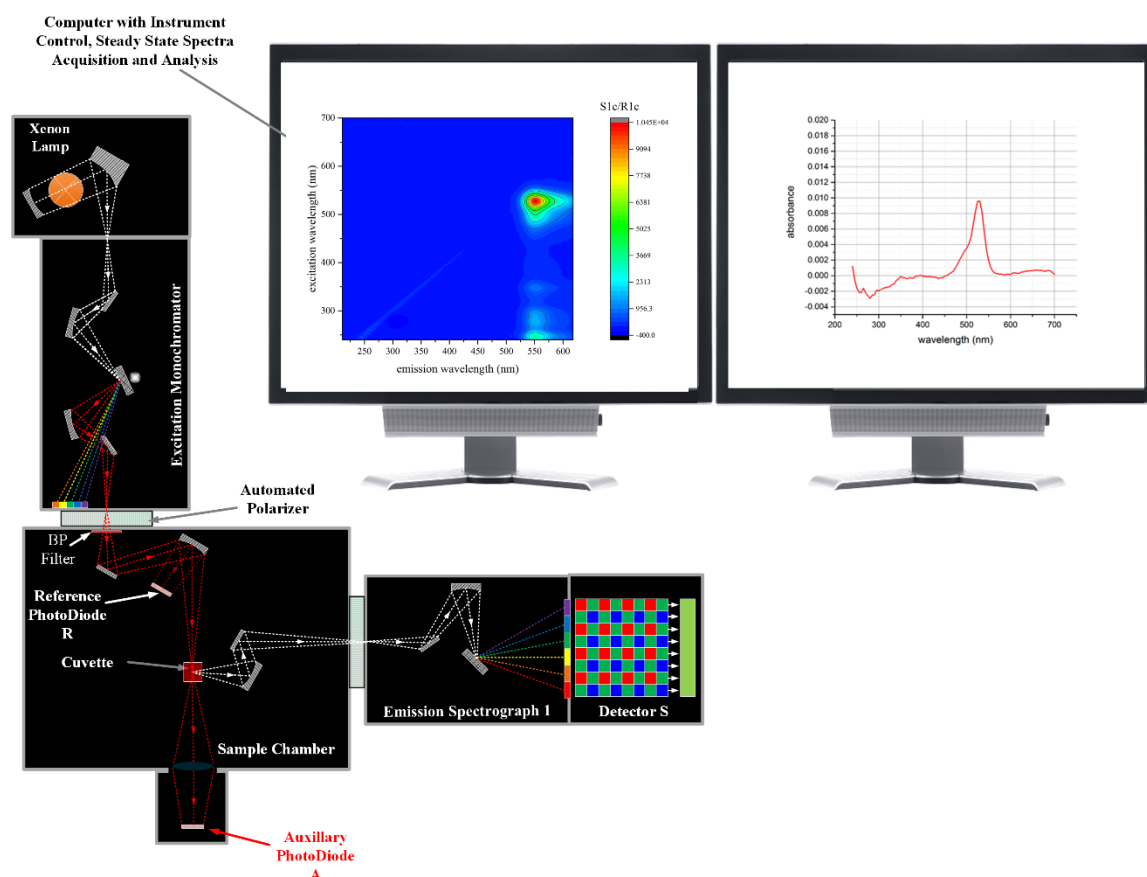 Computer with Instrument
Control, Steady State Spectra
Acquisition and Analysis
Xenon
Lamp
Excitation Monochromator
Automated
Polarizer
BP
Filter
Reference
PhotoDiode
R
Cuvette
Sample Chamber
Auxillary
PhotoDiode
A
Emission Spectrograph 1
Detector S
S1c/R1c
700
600
500
400
300
excitation wavelength (nm)
250
300
350
400
450
500
550
600
emission wavelength (nm)
1.045E+04
9994
7738
6381
5025
3669
2313
956.3
-400.0
0.020
0.018
0.016
0.014
0.012
0.010
0.008
0.006
0.004
0.002
0.000
-0.002
-0.004
absorbance
200
300
400
500
600
700
wavelength (nm)